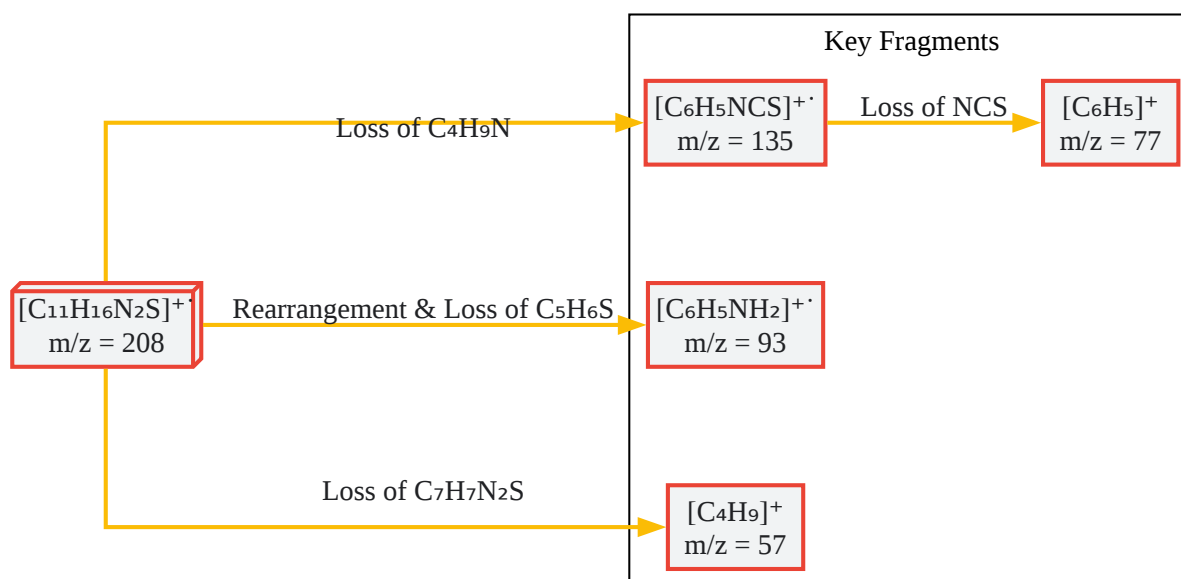 Key Fragments
Loss of C₄H₉N
[C₆H₅NCS]⁺˙
m/z = 135
Loss of NCS
[C₆H₅]⁺
m/z = 77
[C₁₁H₁₆N₂S]⁺˙
m/z = 208
Rearrangement & Loss of C₅H₆S
[C₆H₅NH₂]⁺˙
m/z = 93
Loss of C₇H₇N₂S
[C₄H₉]⁺
m/z = 57